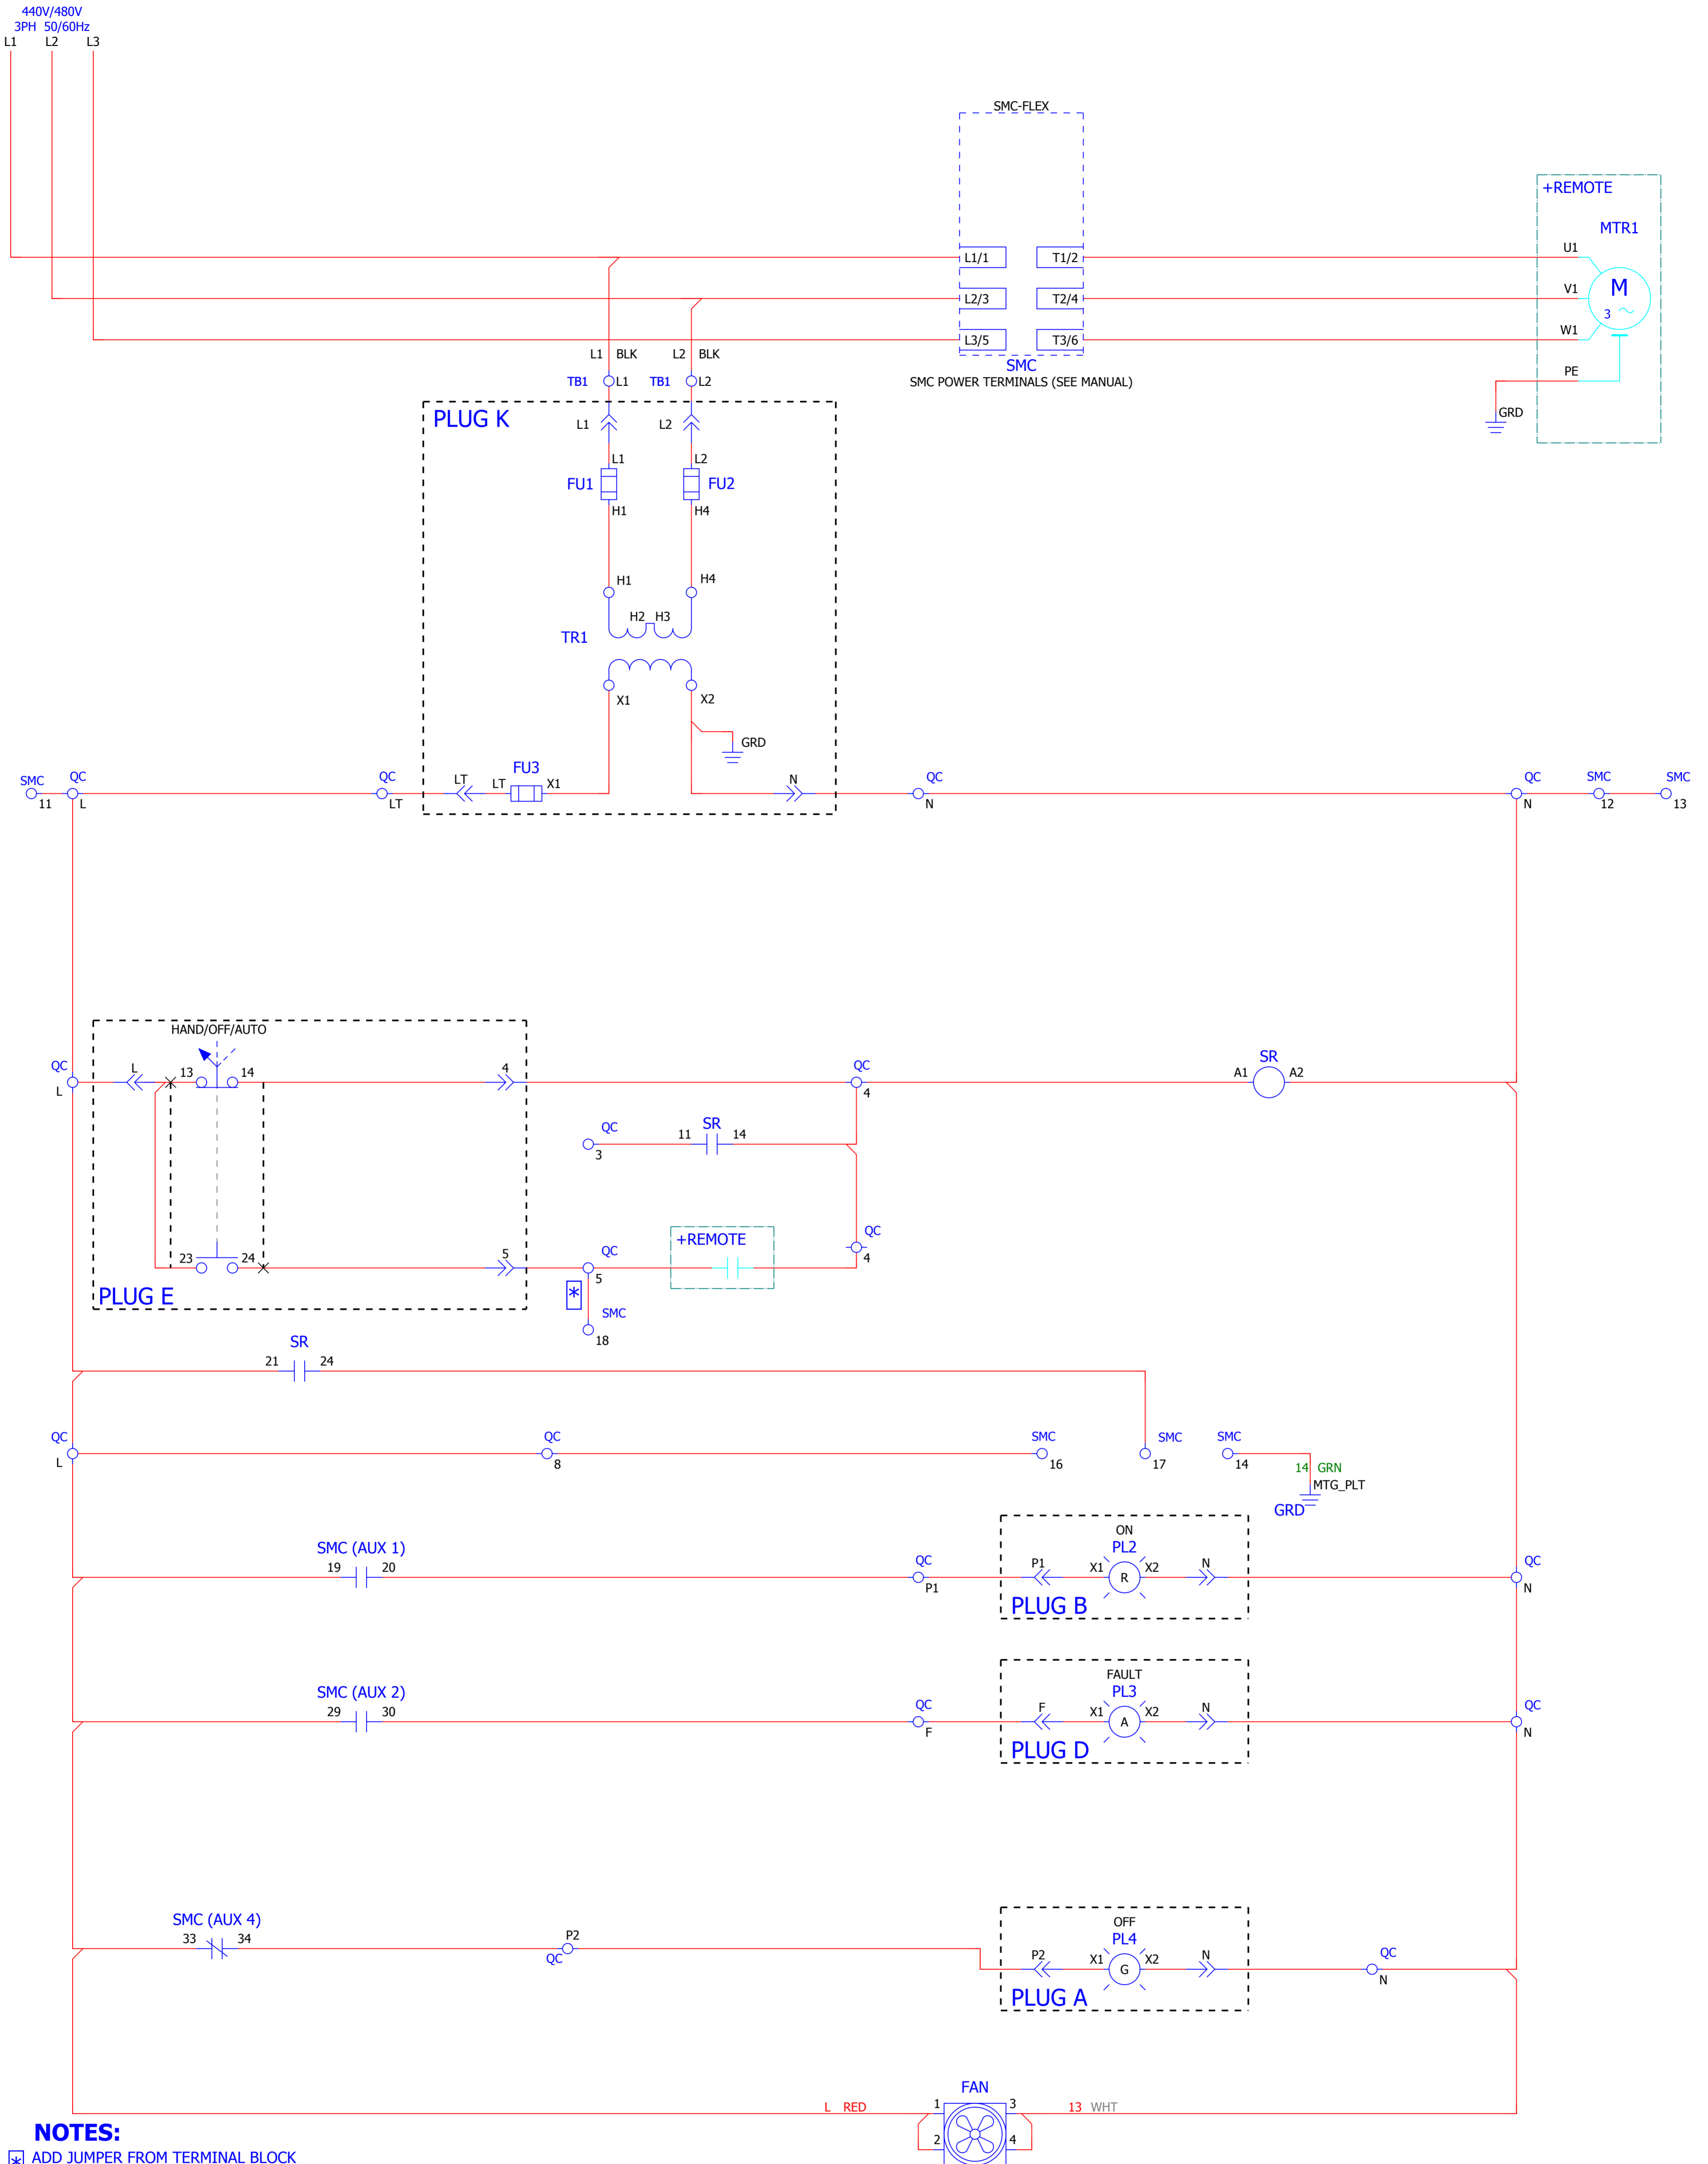 440V/480V
3PH 50/60Hz
L1 L2 L3
SMC-FLEX
+REMOTE
MTR1
U1
L1/1 T1/2
V1
M
3
L2/3 T2/4
W1
L3/5 T3/6
L1 BLK L2 BLK
SMC
SMC POWER TERMINALS (SEE MANUAL)
PE
TB1 L1 TB1 L2
GRD
PLUG K
L1 L2
L1 L2
FU1 FU2
H1 H4
H1 H4
H2 H3
TR1
X1 X2
GRD
SMC QC QC LT LT FU3 X1 N QC QC SMC SMC
11 L LT N N 12 13
HAND/OFF/AUTO
QC L 13 14 4 QC SR
L 4 A1 A2
QC SR
3 11 14
QC
4
+REMOTE
23 24 5 QC
5
PLUG E
*
SMC
18
SR
21 24
QC QC SMC SMC SMC
L 8 16 17 14
14 GRN
MTG_PLT
GRD
ON
SMC (AUX 1) PL2
19 20 QC P1 X1 R X2 N QC
P1 N
PLUG B
FAULT
SMC (AUX 2) PL3
29 30 QC F X1 A X2 N QC
F N
PLUG D
OFF
SMC (AUX 4) PL4
33 34 P2 P2 X1 G X2 N QC
QC N
PLUG A
FAN
L RED 1 3 13 WHT
2 4
NOTES:
* ADD JUMPER FROM TERMINAL BLOCK